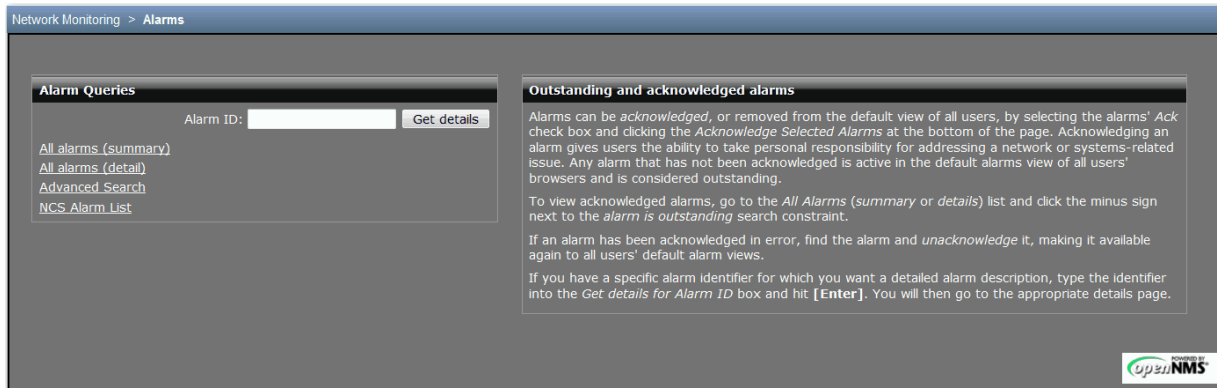 Network Monitoring > Alarms
Alarm Queries
Alarm ID: Get details
All alarms (summary)
All alarms (detail)
Advanced Search
NCS Alarm List
Outstanding and acknowledged alarms
Alarms can be acknowledged, or removed from the default view of all users, by selecting the alarms' Ack
check box and clicking the Acknowledge Selected Alarms at the bottom of the page. Acknowledging an
alarm gives users the ability to take personal responsibility for addressing a network or systems-related
issue. Any alarm that has not been acknowledged is active in the default alarms view of all users'
browsers and is considered outstanding.
To view acknowledged alarms, go to the All Alarms (summary or details) list and click the minus sign
next to the alarm is outstanding search constraint.
If an alarm has been acknowledged in error, find the alarm and unacknowledge it, making it available
again to all users' default alarm views.
If you have a specific alarm identifier for which you want a detailed alarm description, type the identifier
into the Get details for Alarm ID box and hit [Enter]. You will then go to the appropriate details page.
POWERED BY
openNMS